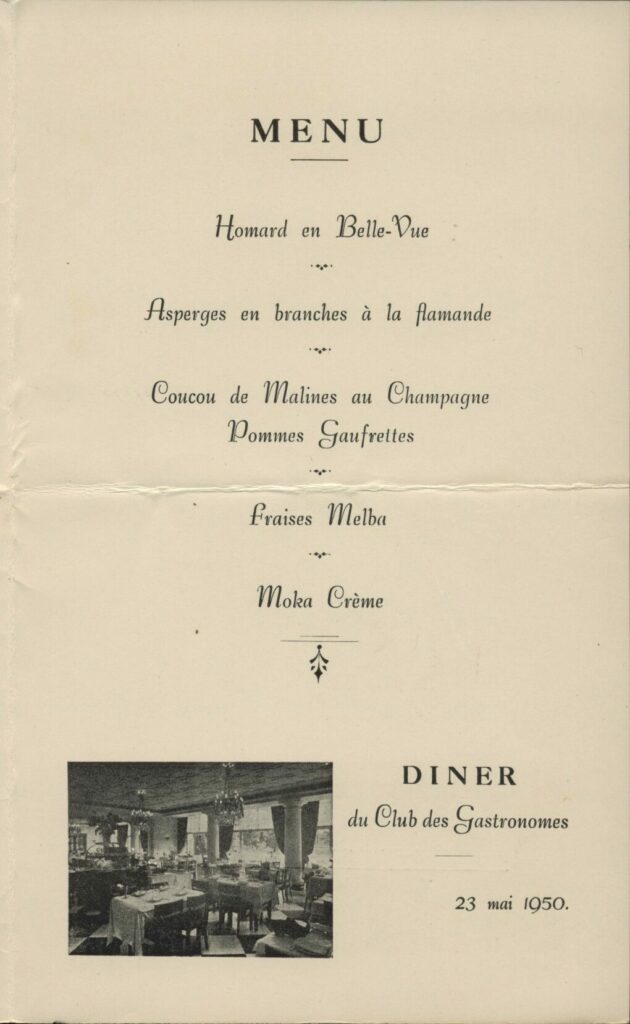 MENU
Homard en Belle-Vue
Asperges en branches à la flamande
Coucou de Malines au Champagne
Pommes Gaufrettes
Fraises Melba
Moka Crème
DINER
du Club des Gastronomes
23 mai 1950.